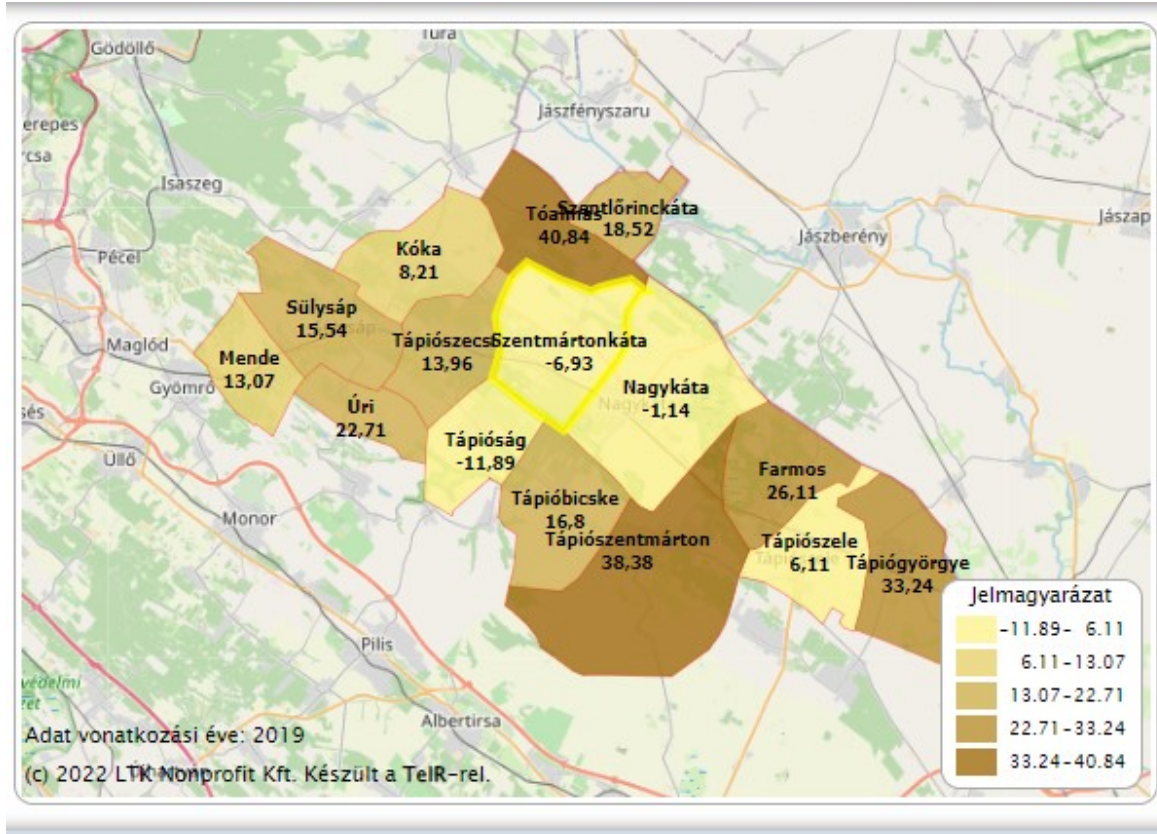 Tura
Gödöllő
Jászfényszaru
erepes
csa
Isaszeg
Tóalmás
40,84
Szentlőrinckáta
18,52
Jászap
Jászberény
Pécel
Kóka
8,21
Sülysáp
15,54
Maglód
Tápiószecső
13,96
Szentmártonkáta
-6,93
Mende
13,07
Gyömrő
Nagykáta
-1,14
Úri
22,71
Tápióság
-11,89
Üllő
Farmos
26,11
Tápióbicske
16,8
Monor
Tápiószentmárton
38,38
Tápiószele
6,11
Tápiógyörgye
33,24
Pilis
Albertirsa
védelmi
Jelmagyarázat
-11.89- 6.11
6.11-13.07
13.07-22.71
22.71-33.24
33.24-40.84
Adat vonatkozási éve: 2019
(c) 2022 LTK Nonprofit Kft. Készült a TeIR-rel.